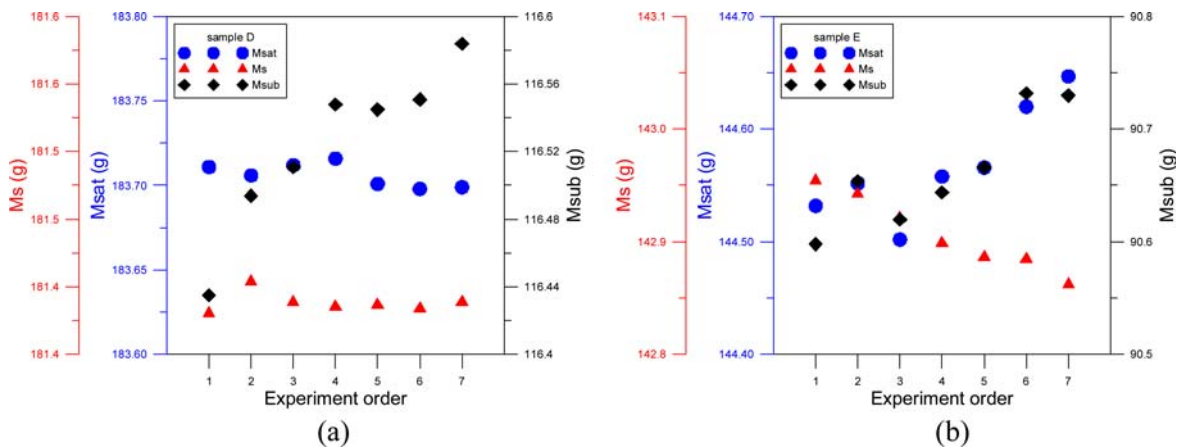 181.6
181.6
181.5
181.5
181.4
181.4
Ms (g)
183.80
183.75
183.70
183.65
183.60
Msat (g)
sample D
Msat
Ms
Msub
116.6
116.56
116.52
116.48
116.44
116.4
Msub (g)
1 2 3 4 5 6 7
Experiment order
(a)
143.1
143.0
142.9
142.8
Ms (g)
144.70
144.60
144.50
144.40
Msat (g)
sample E
Msat
Ms
Msub
90.8
90.7
90.6
90.5
Msub (g)
1 2 3 4 5 6 7
Experiment order
(b)